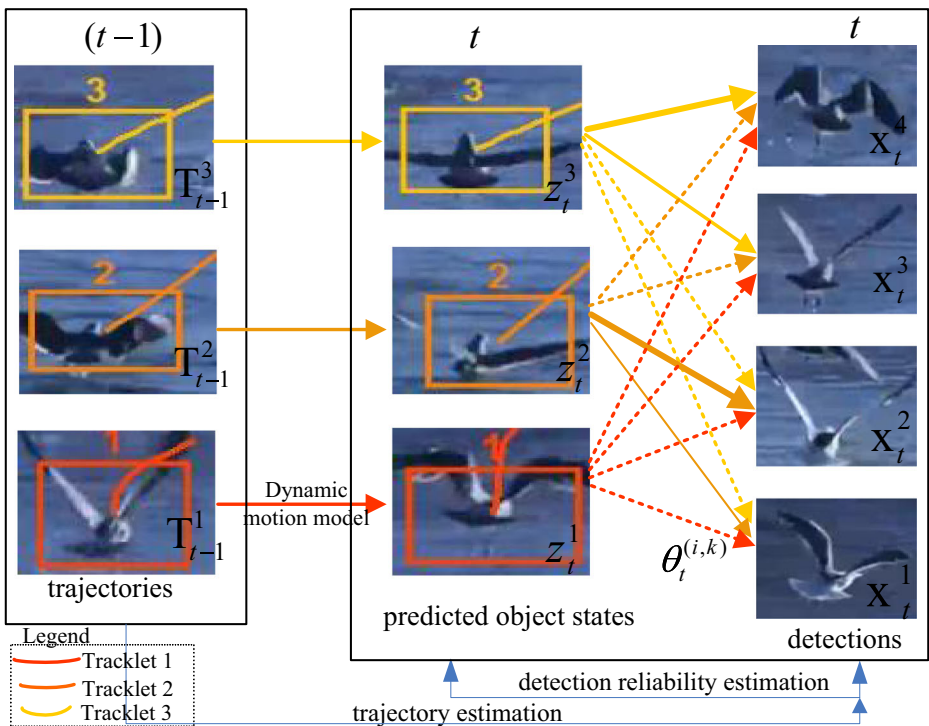 (t−1)
t
t
3
T³ₜ₋₁
3
z³ₜ
x⁴ₜ
2
T²ₜ₋₁
2
z²ₜ
x³ₜ
1
T¹ₜ₋₁
Dynamic
motion model
1
z¹ₜ
x²ₜ
θₜ⁽ⁱ,ᵏ⁾
x¹ₜ
trajectories
predicted object states
detections
Legend
Tracklet 1
Tracklet 2
Tracklet 3
detection reliability estimation
trajectory estimation